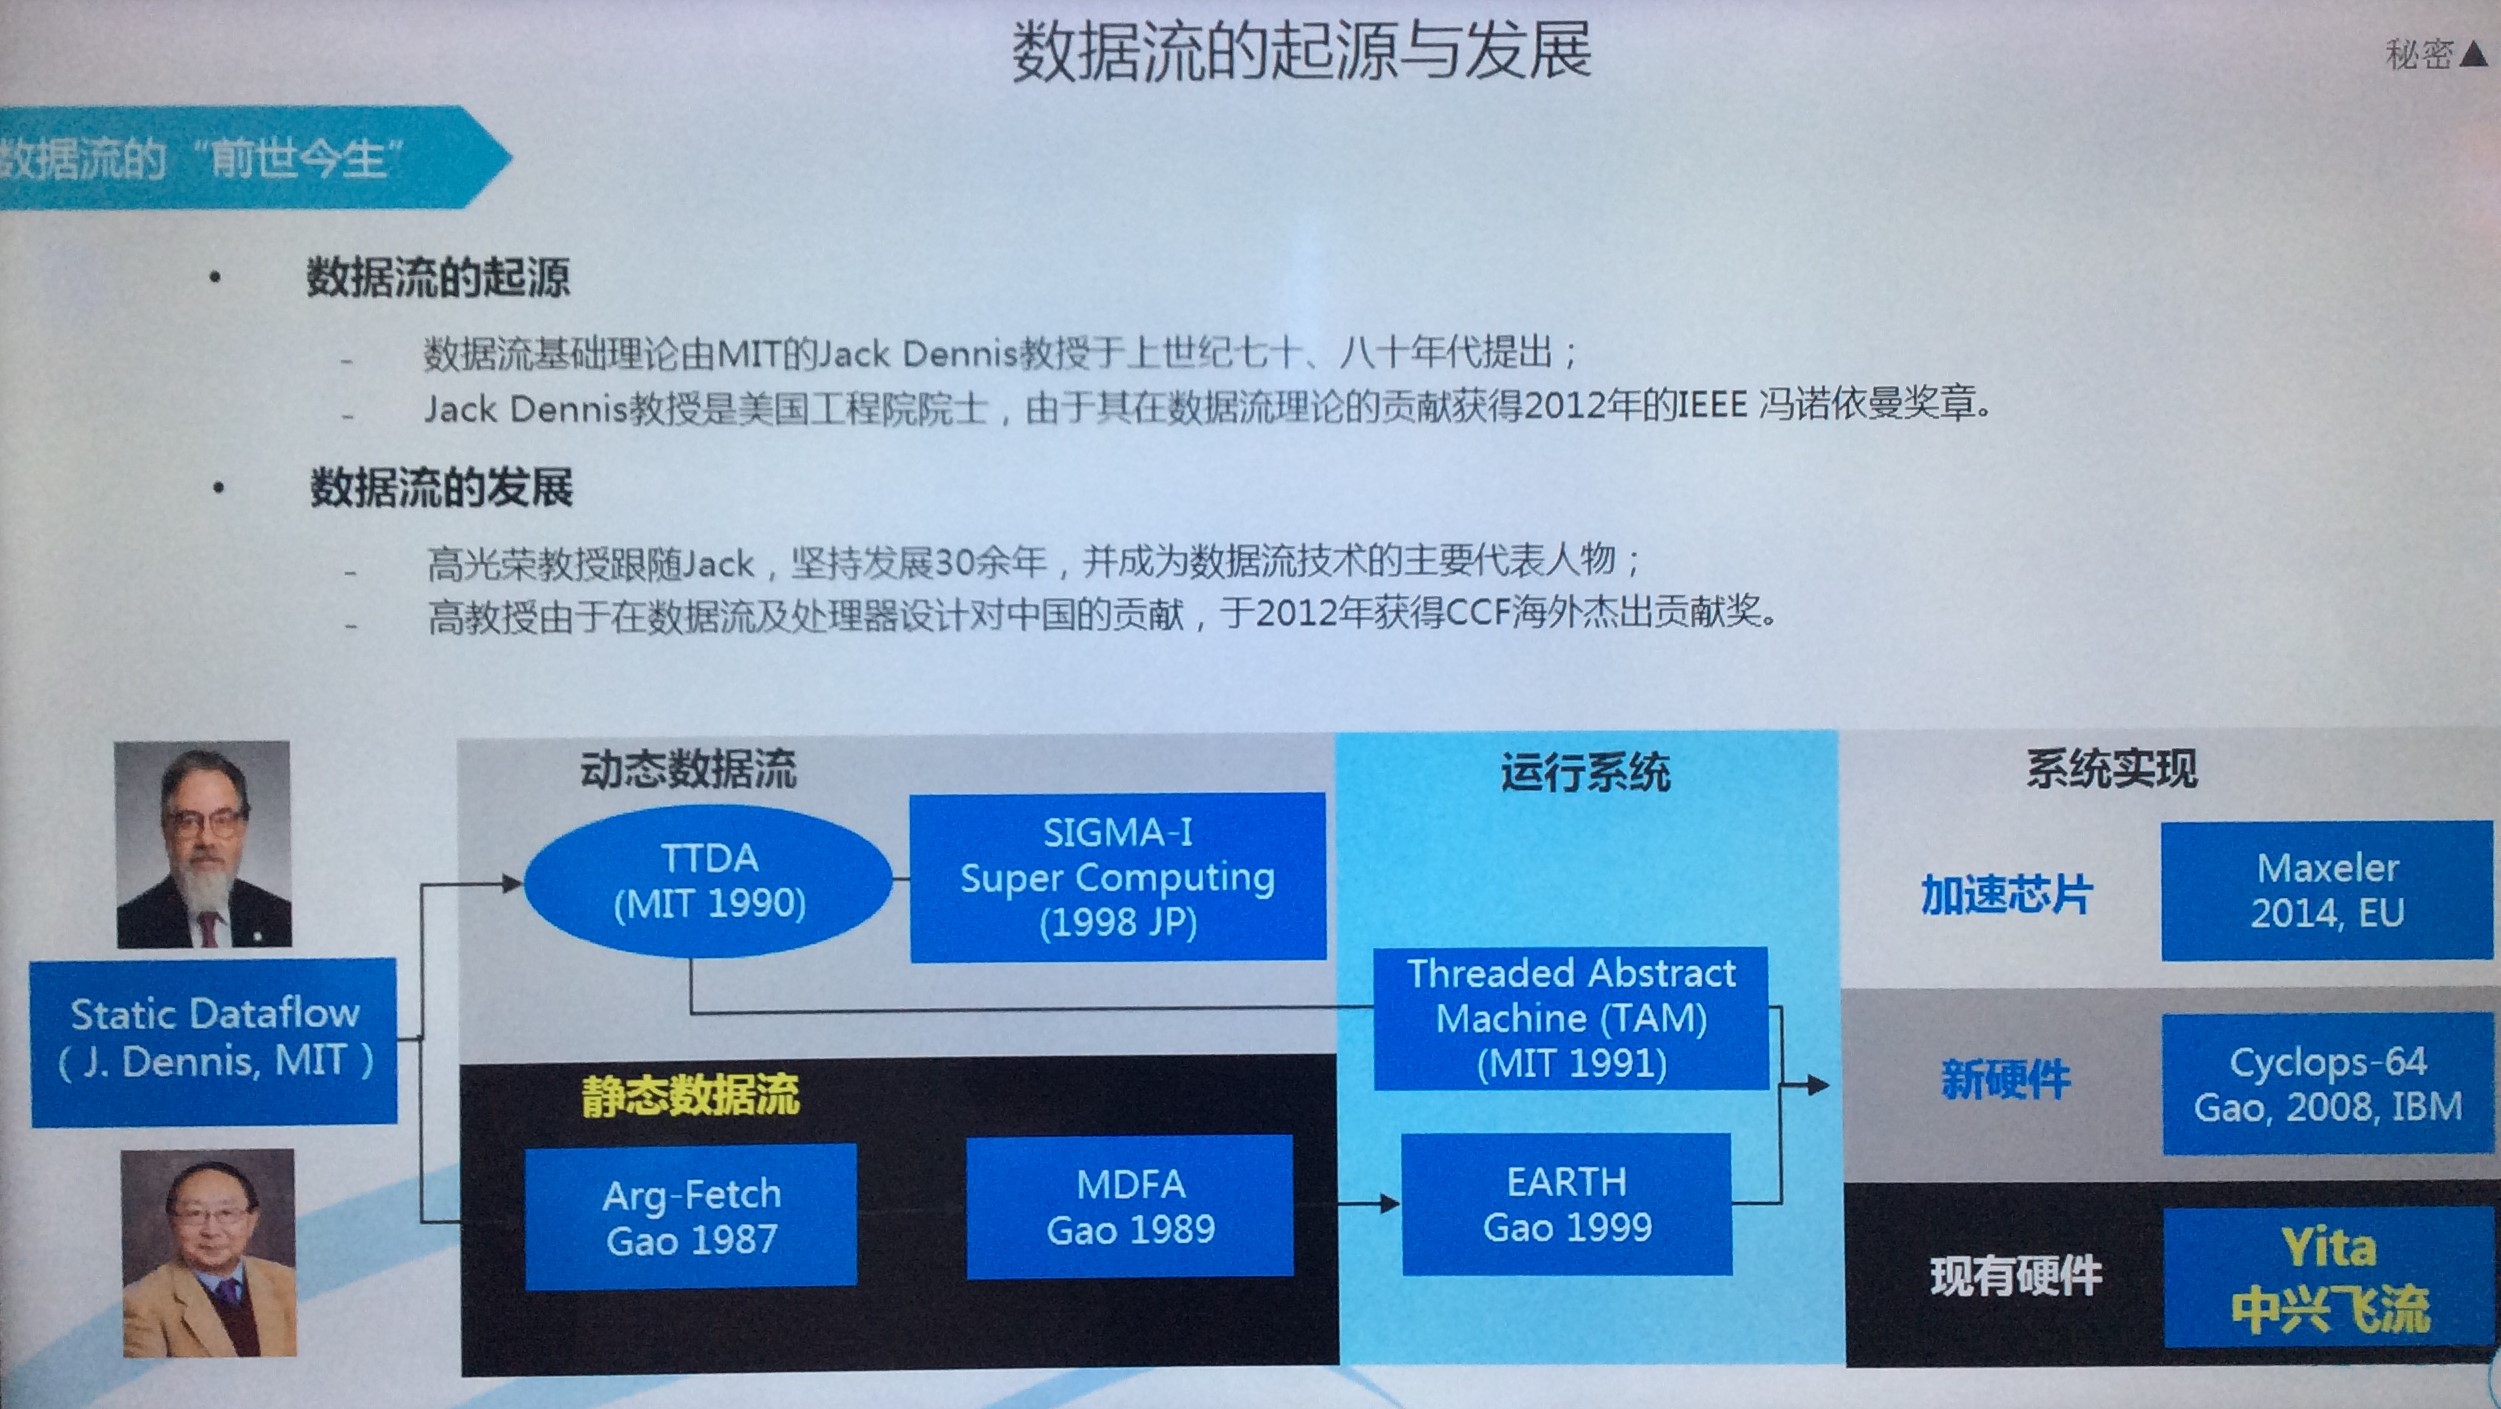 数据流的起源与发展
秘密▲
数据流的“前世今生”
• 数据流的起源
- 数据流基础理论由MIT的Jack Dennis教授于上世纪七十、八十年代提出；
- Jack Dennis教授是美国工程院院士，由于其在数据流理论的贡献获得2012年的IEEE 冯诺依曼奖章。
• 数据流的发展
- 高光荣教授跟随Jack，坚持发展30余年，并成为数据流技术的主要代表人物；
- 高教授由于在数据流及处理器设计对中国的贡献，于2012年获得CCF海外杰出贡献奖。
Static Dataflow
( J. Dennis, MIT )
动态数据流
TTDA
(MIT 1990)
SIGMA-I
Super Computing
(1998 JP)
静态数据流
Arg-Fetch
Gao 1987
MDFA
Gao 1989
运行系统
Threaded Abstract
Machine (TAM)
(MIT 1991)
EARTH
Gao 1999
系统实现
加速芯片
Maxeler
2014, EU
新硬件
Cyclops-64
Gao, 2008, IBM
现有硬件
Yita
中兴飞流